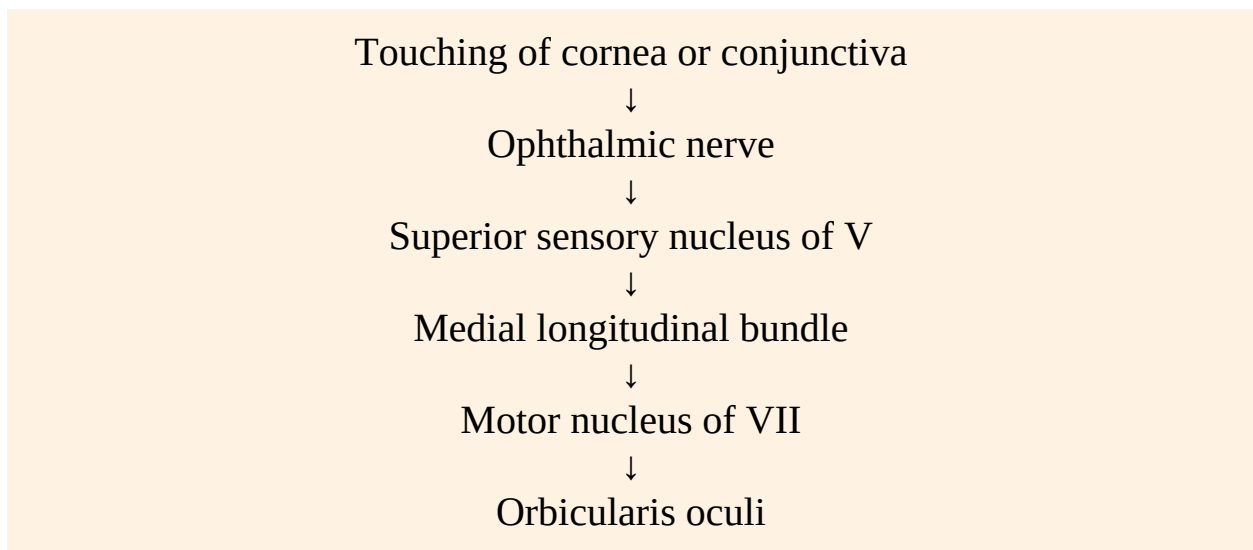 Touching of cornea or conjunctiva
↓
Ophthalmic nerve
↓
Superior sensory nucleus of V
↓
Medial longitudinal bundle
↓
Motor nucleus of VII
↓
Orbicularis oculi